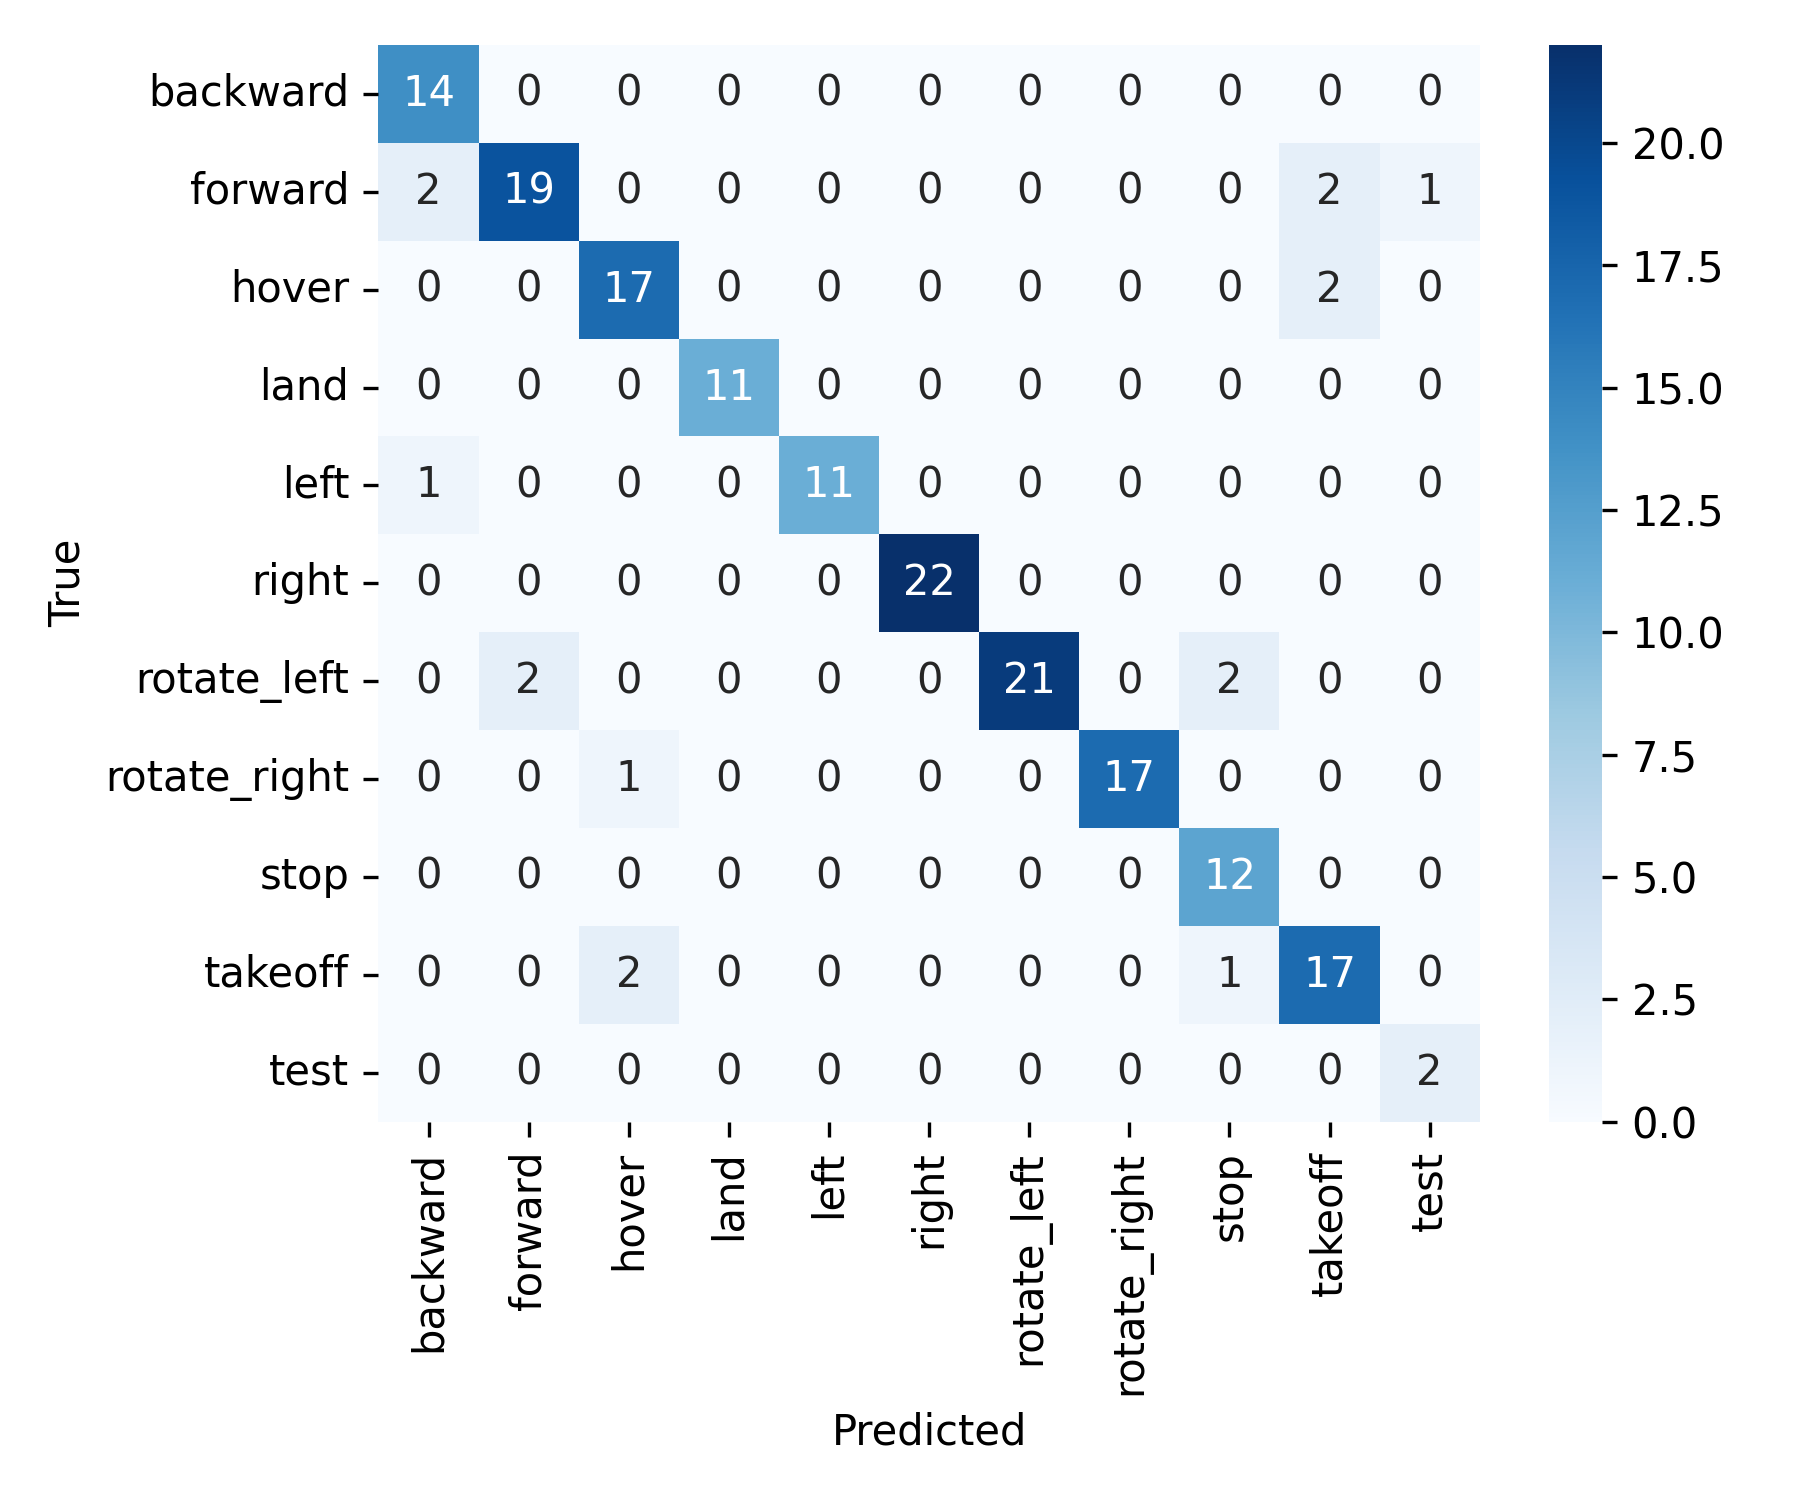 backward 14 0 0 0 0 0 0 0 0 0 0
forward 2 19 0 0 0 0 0 0 0 2 1
hover 0 0 17 0 0 0 0 0 0 2 0
land 0 0 0 11 0 0 0 0 0 0 0
left 1 0 0 0 11 0 0 0 0 0 0
right 0 0 0 0 0 22 0 0 0 0 0
rotate_left 0 2 0 0 0 0 21 0 2 0 0
rotate_right 0 0 1 0 0 0 0 17 0 0 0
stop 0 0 0 0 0 0 0 0 12 0 0
takeoff 0 0 2 0 0 0 0 0 1 17 0
test 0 0 0 0 0 0 0 0 0 0 2
True
backward
forward
hover
land
left
right
rotate_left
rotate_right
stop
takeoff
test
Predicted
20.0
17.5
15.0
12.5
10.0
7.5
5.0
2.5
0.0